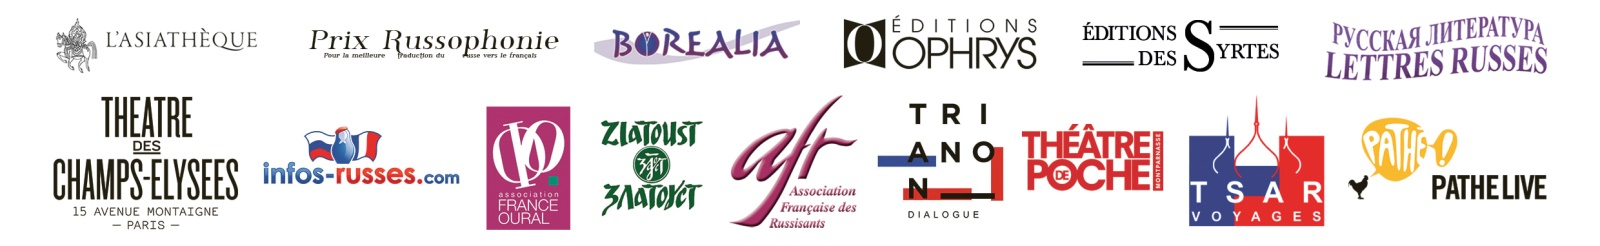 L'ASIATHÈQUE
Prix Russophonie
Pour la meilleure traduction du russe vers le français
BOREALIA
ÉDITIONS
OPHRYS
ÉDITIONS
DES SYRTES
РУССКАЯ ЛИТЕРАТУРА
LETTRES RUSSES
THEATRE
DES
CHAMPS-ELYSEES
15 AVENUE MONTAIGNE
— PARIS —
infos-russes.com
association
FRANCE
OURAL
ZLATOUST
ЗЛАТОУСТ
afr
Association
Française des
Russisants
TRI
ANO
N
DIALOGUE
THÉÂTRE
DE POCHE
MONTPARNASSE
TSAR
VOYAGES
PATHE!
PATHE LIVE